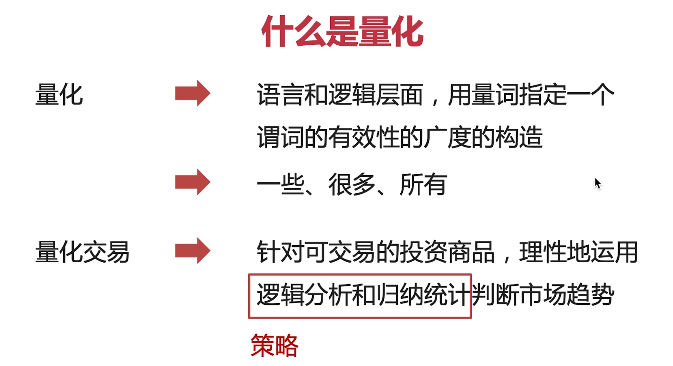 什么是量化
量化
语言和逻辑层面，用量词指定一个
谓词的有效性的广度的构造
一些、很多、所有
量化交易
针对可交易的投资商品，理性地运用
逻辑分析和归纳统计判断市场趋势
策略